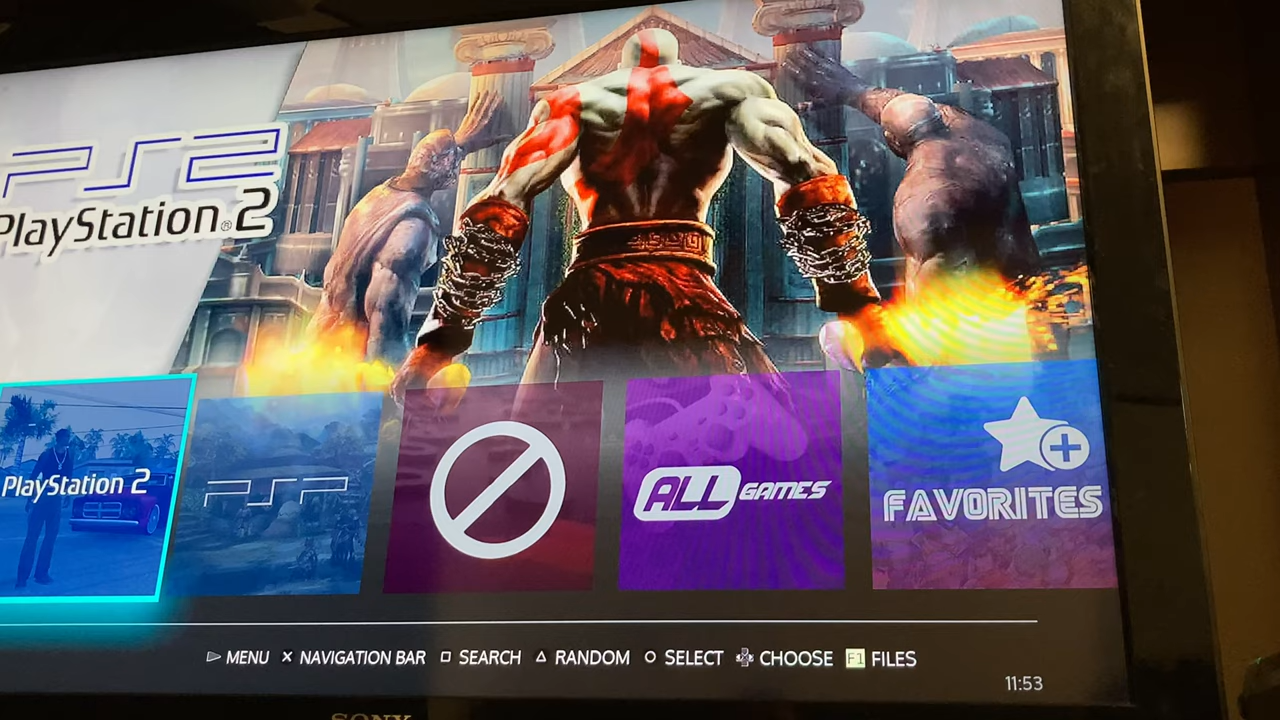 PS2
PlayStation®2
PlayStation 2
PSP
ALL GAMES
FAVORITES
MENU X NAVIGATION BAR SEARCH RANDOM SELECT CHOOSE F1 FILES
11:53
SONY